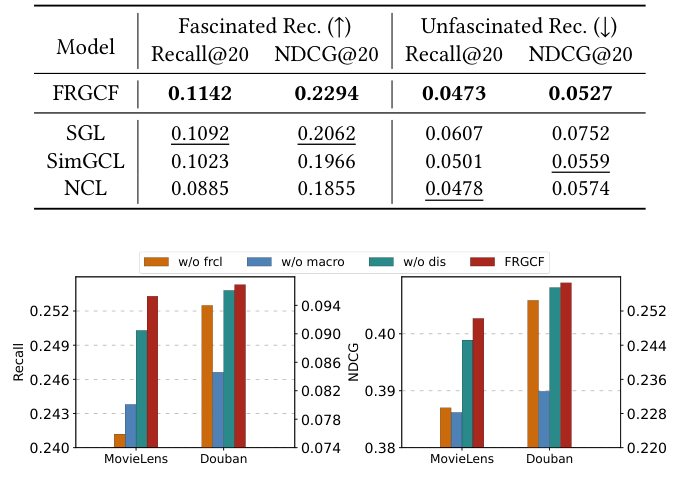 Model Fascinated Rec. (↑) Unfascinated Rec. (↓)
Recall@20 NDCG@20 Recall@20 NDCG@20
FRGCF 0.1142 0.2294 0.0473 0.0527
SGL 0.1092 0.2062 0.0607 0.0752
SimGCL 0.1023 0.1966 0.0501 0.0559
NCL 0.0885 0.1855 0.0478 0.0574
w/o frcl w/o macro w/o dis FRGCF
Recall
0.252
0.249
0.246
0.243
0.240
0.094
0.090
0.086
0.082
0.078
0.074
MovieLens Douban
NDCG
0.40
0.39
0.38
0.252
0.244
0.236
0.228
0.220
MovieLens Douban